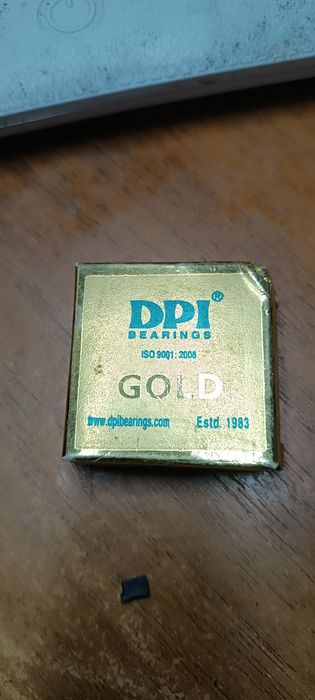 DPI®
BEARINGS
ISO 9001: 2008
GOLD
www.dpibearings.com Estd. 1983